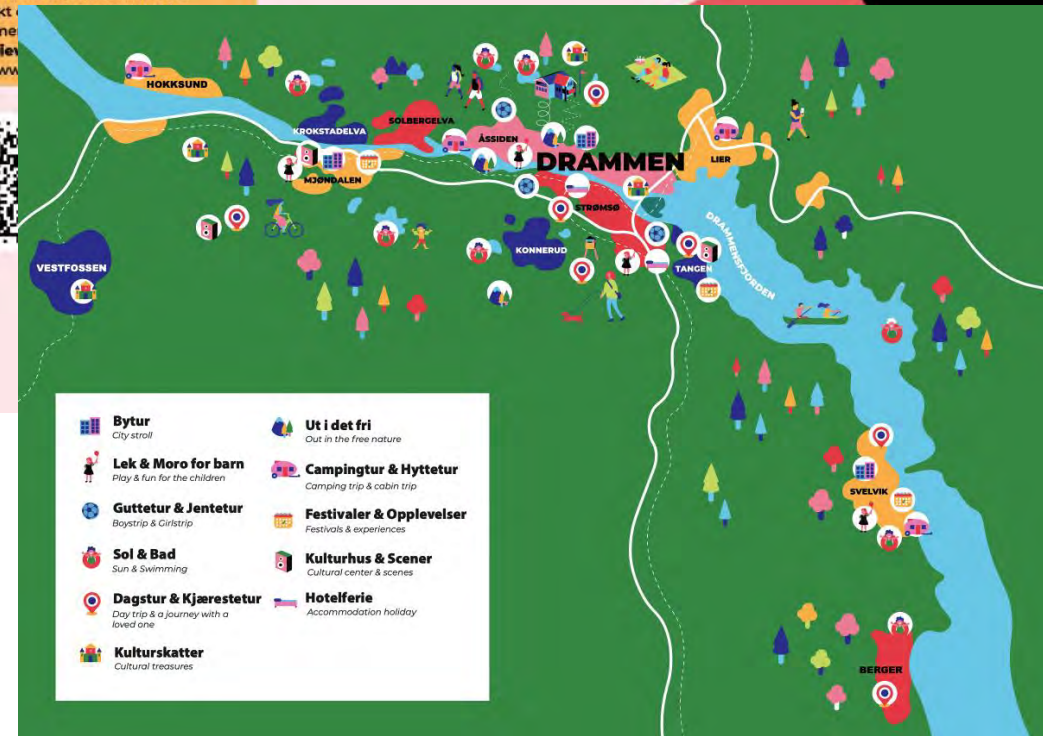 HOKKSUND
KROKSTADELVA
SOLBERGELVA
ÅSSIDEN
DRAMMEN
LIER
MJØNDALEN
STRØMSØ
KONNERUD
TANGEN
DRAMMENSFJORDEN
VESTFOSSEN
SVELVIK
BERGER
Bytur
City stroll
Lek & Moro for barn
Play & fun for the children
Guttetur & Jentetur
Boystrip & Girlstrip
Sol & Bad
Sun & Swimming
Dagstur & Kjærestetur
Day trip & a journey with a
loved one
Kulturskatter
Cultural treasures
Ut i det fri
Out in the free nature
Campingtur & Hyttetur
Camping trip & cabin trip
Festivaler & Opplevelser
Festivals & experiences
Kulturhus & Scener
Cultural center & scenes
Hotelferie
Accommodation holiday